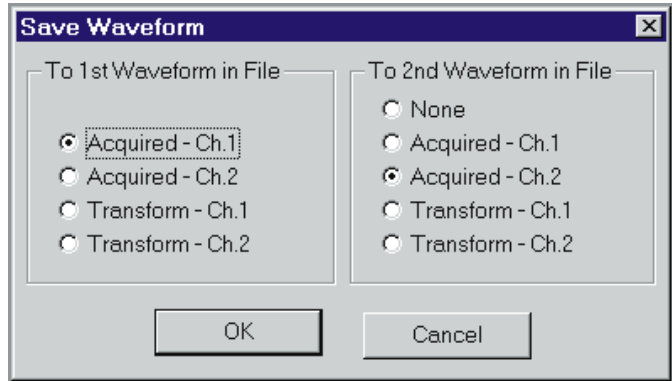 Save Waveform
To 1st Waveform in File
Acquired - Ch.1
Acquired - Ch.2
Transform - Ch.1
Transform - Ch.2
To 2nd Waveform in File
None
Acquired - Ch.1
Acquired - Ch.2
Transform - Ch.1
Transform - Ch.2
OK
Cancel